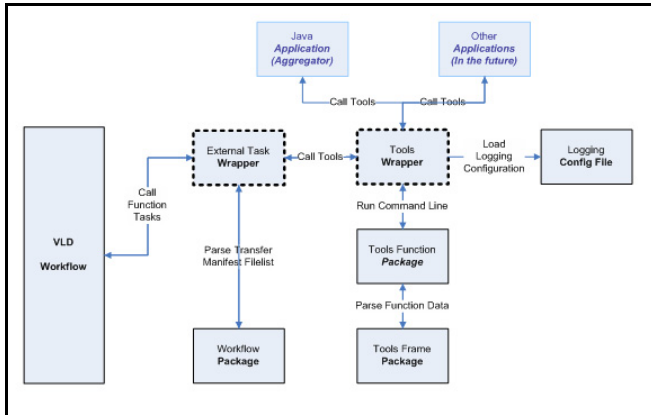 Java
Application
(Aggregator)
Other
Applications
(In the future)
Call Tools
Call Tools
External Task
Wrapper
Call Tools
Tools
Wrapper
Load
Logging
Configuration
Logging
Config File
Call
Function
Tasks
Run Command Line
VLD
Workflow
Parse Transfer
Manifest Filelist
Tools Function
Package
Parse Function Data
Workflow
Package
Tools Frame
Package